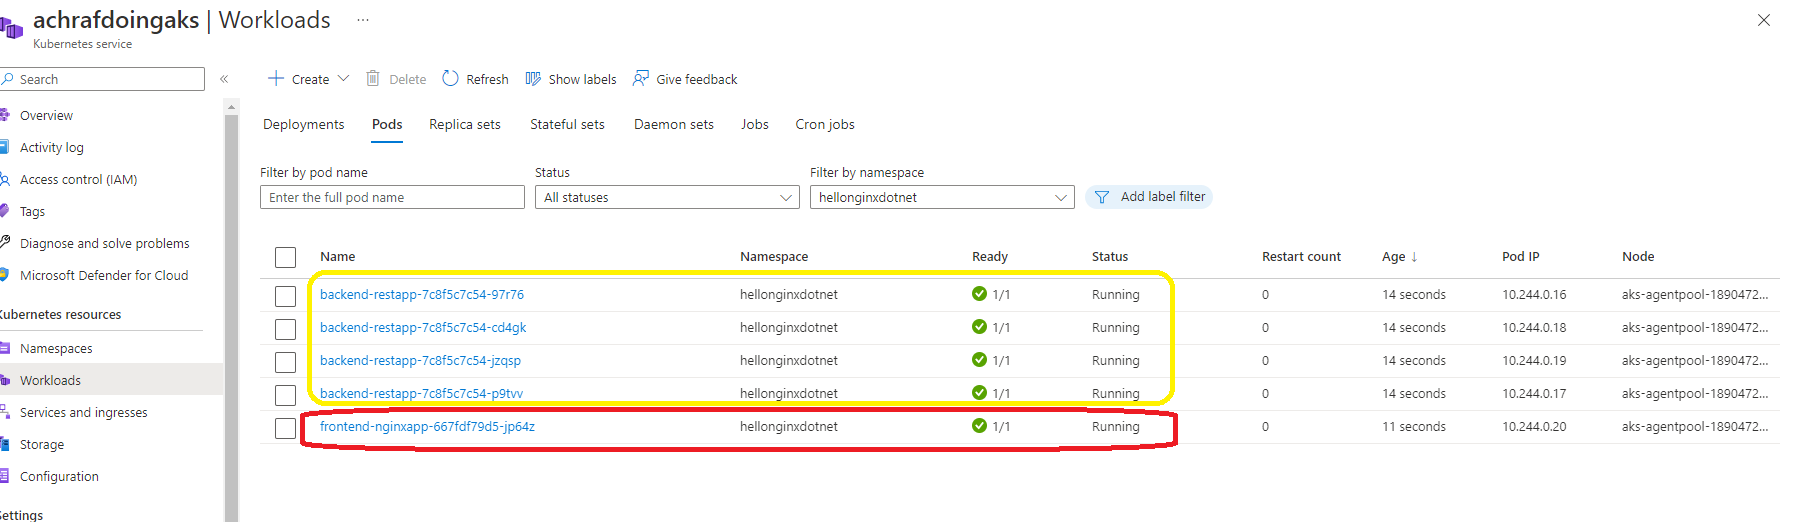 achrafdoingaks | Workloads ...
Kubernetes service
Search
«
Create
Delete
Refresh
Show labels
Give feedback
Overview
Activity log
Access control (IAM)
Tags
Diagnose and solve problems
Microsoft Defender for Cloud
Kubernetes resources
Namespaces
Workloads
Services and ingresses
Storage
Configuration
Settings
Deployments Pods Replica sets Stateful sets Daemon sets Jobs Cron jobs
Filter by pod name Status Filter by namespace
Enter the full pod name All statuses hellonginxdotnet Add label filter
Name Namespace Ready Status Restart count Age ↓ Pod IP Node
backend-restapp-7c8f5c7c54-97r76 hellonginxdotnet 1/1 Running 0 14 seconds 10.244.0.16 aks-agentpool-1890472...
backend-restapp-7c8f5c7c54-cd4gk hellonginxdotnet 1/1 Running 0 14 seconds 10.244.0.18 aks-agentpool-1890472...
backend-restapp-7c8f5c7c54-jzqsp hellonginxdotnet 1/1 Running 0 14 seconds 10.244.0.19 aks-agentpool-1890472...
backend-restapp-7c8f5c7c54-p9tvv hellonginxdotnet 1/1 Running 0 14 seconds 10.244.0.17 aks-agentpool-1890472...
frontend-nginxapp-667fdf79d5-jp64z hellonginxdotnet 1/1 Running 0 11 seconds 10.244.0.20 aks-agentpool-1890472...